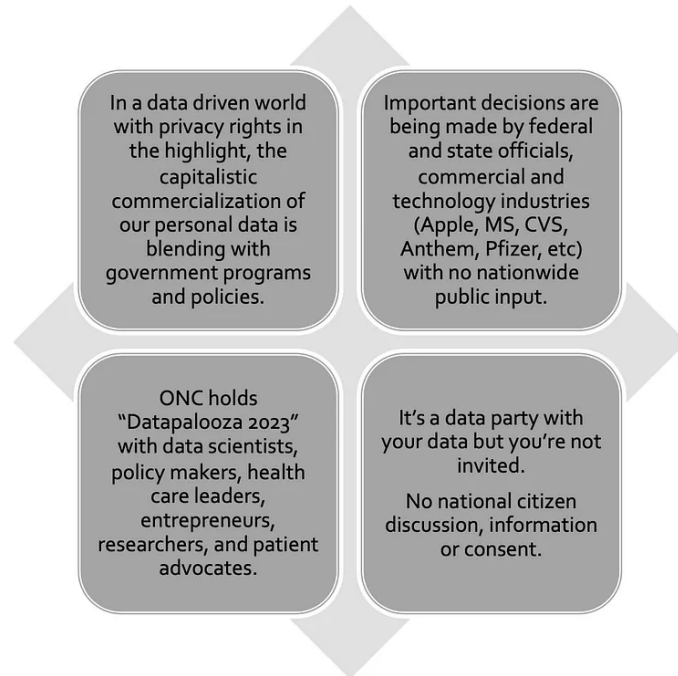 In a data driven world
with privacy rights in
the highlight, the
capitalistic
commercialization of
our personal data is
blending with
government programs
and policies.
Important decisions are
being made by federal
and state officials,
commercial and
technology industries
(Apple, MS, CVS,
Anthem, Pfizer, etc)
with no nationwide
public input.
ONC holds
“Datapalooza 2023”
with data scientists,
policy makers, health
care leaders,
entrepreneurs,
researchers, and patient
advocates.
It’s a data party with
your data but you’re not
invited.
No national citizen
discussion, information
or consent.